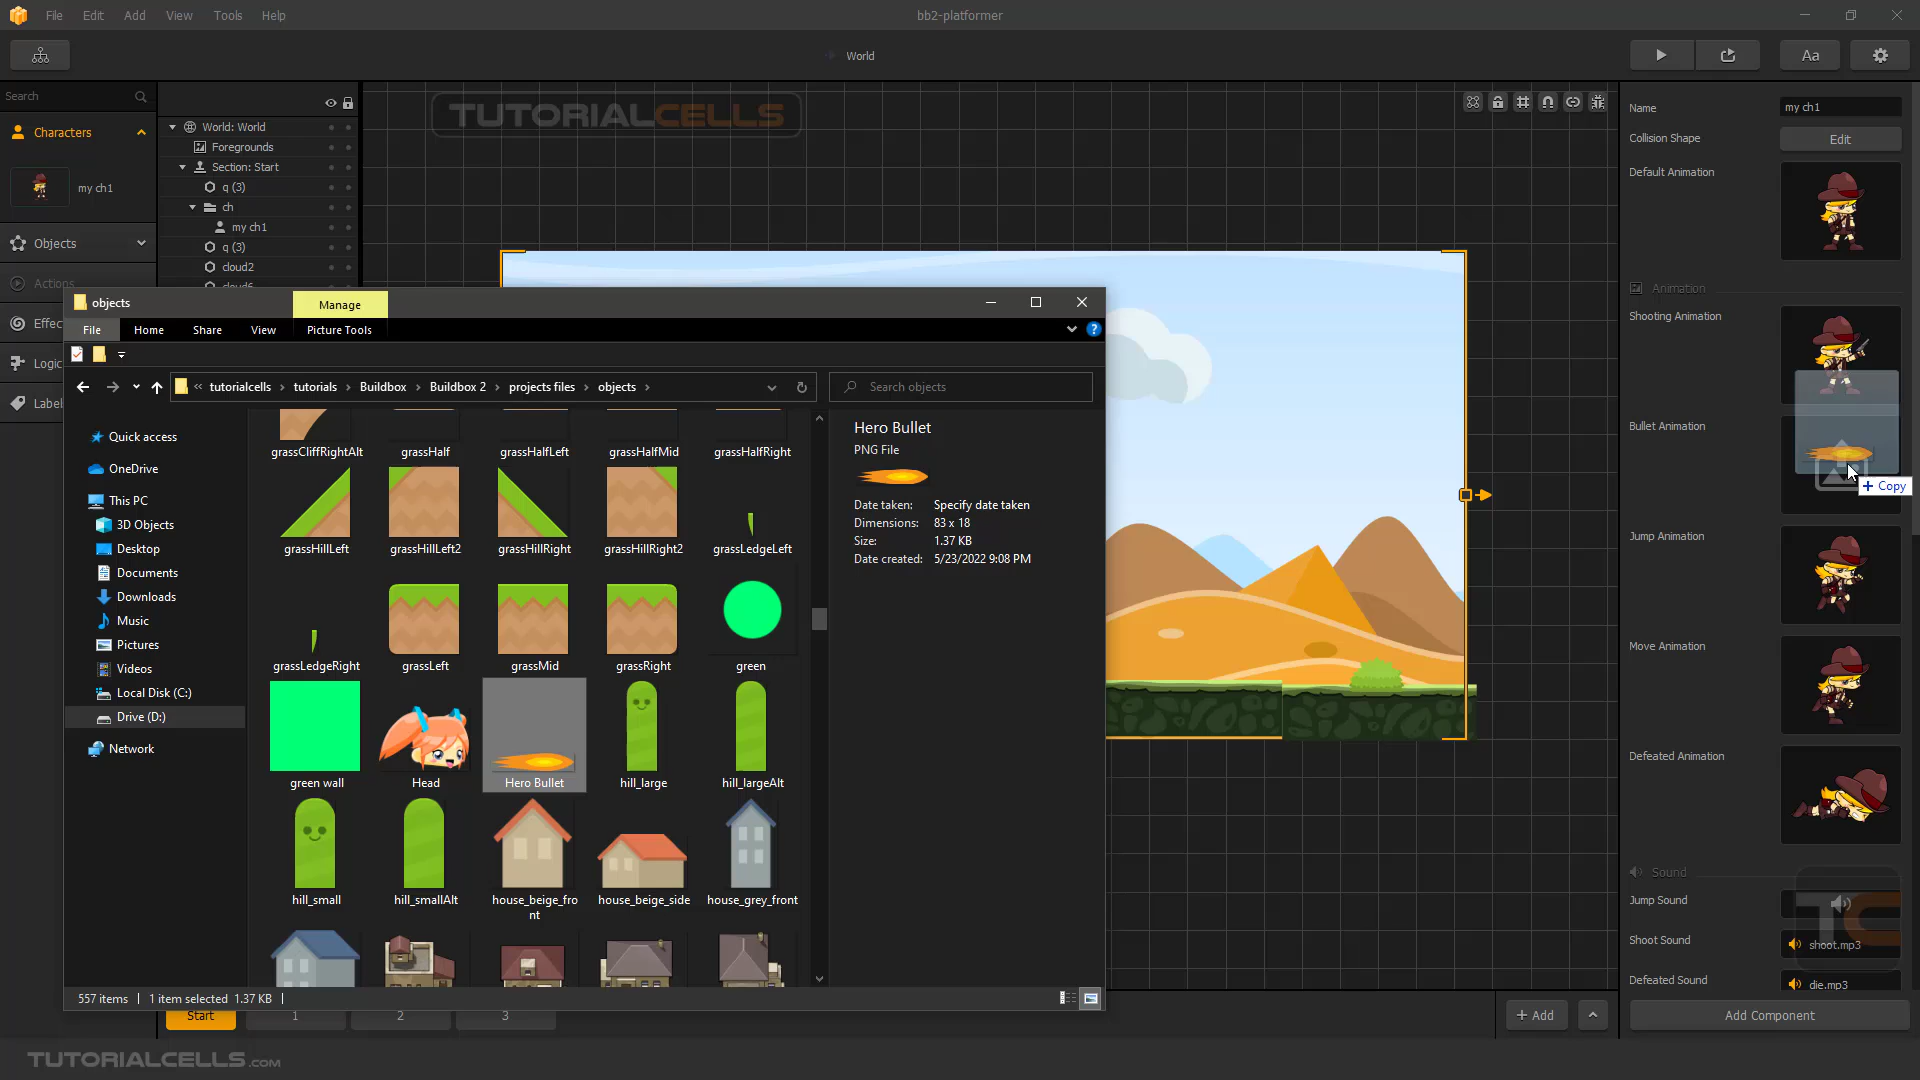 File Edit Add View Tools Help
bb2-platformer
World
Aa
Search
Characters
my ch1
Objects
Actions
Effec
Logic
Label
World: World
Foregrounds
Section: Start
q (3)
ch
my ch1
q (3)
cloud2
cloud6
TUTORIALCELLS
objects
Manage
File Home Share View Picture Tools
tutorialcells tutorials Buildbox Buildbox 2 projects files objects
Search objects
Quick access
OneDrive
This PC
3D Objects
Desktop
Documents
Downloads
Music
Pictures
Videos
Local Disk (C:)
Drive (D:)
Network
grassCliffRightAlt grassHalf grassHalfLeft grassHalfMid grassHalfRight
grassHillLeft grassHillLeft2 grassHillRight grassHillRight2 grassLedgeLeft
grassLedgeRight grassLeft grassMid grassRight green
green wall Head Hero Bullet hill_large hill_largeAlt
hill_small hill_smallAlt house_beige_fro
nt house_beige_side house_grey_front
Hero Bullet
PNG File
Date taken: Specify date taken
Dimensions: 83 x 18
Size: 1.37 KB
Date created: 5/23/2022 9:08 PM
557 items 1 item selected 1.37 KB
Start 1 2 3
+ Add
Name my ch1
Collision Shape Edit
Default Animation
Animation
Shooting Animation
Bullet Animation
+ Copy
Jump Animation
Move Animation
Defeated Animation
Sound
Jump Sound
Shoot Sound shoot.mp3
Defeated Sound die.mp3
TC
Add Component
TUTORIALCELLS.COM